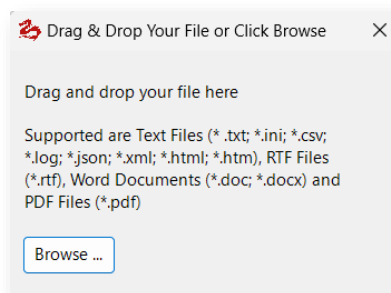 Drag & Drop Your File or Click Browse
Drag and drop your file here
Supported are Text Files (* .txt; *.ini; *.csv;
*.log; *.json; *.xml; *.html; *.htm), RTF Files
(*.rtf), Word Documents (*.doc; *.docx) and
PDF Files (*.pdf)
Browse ...